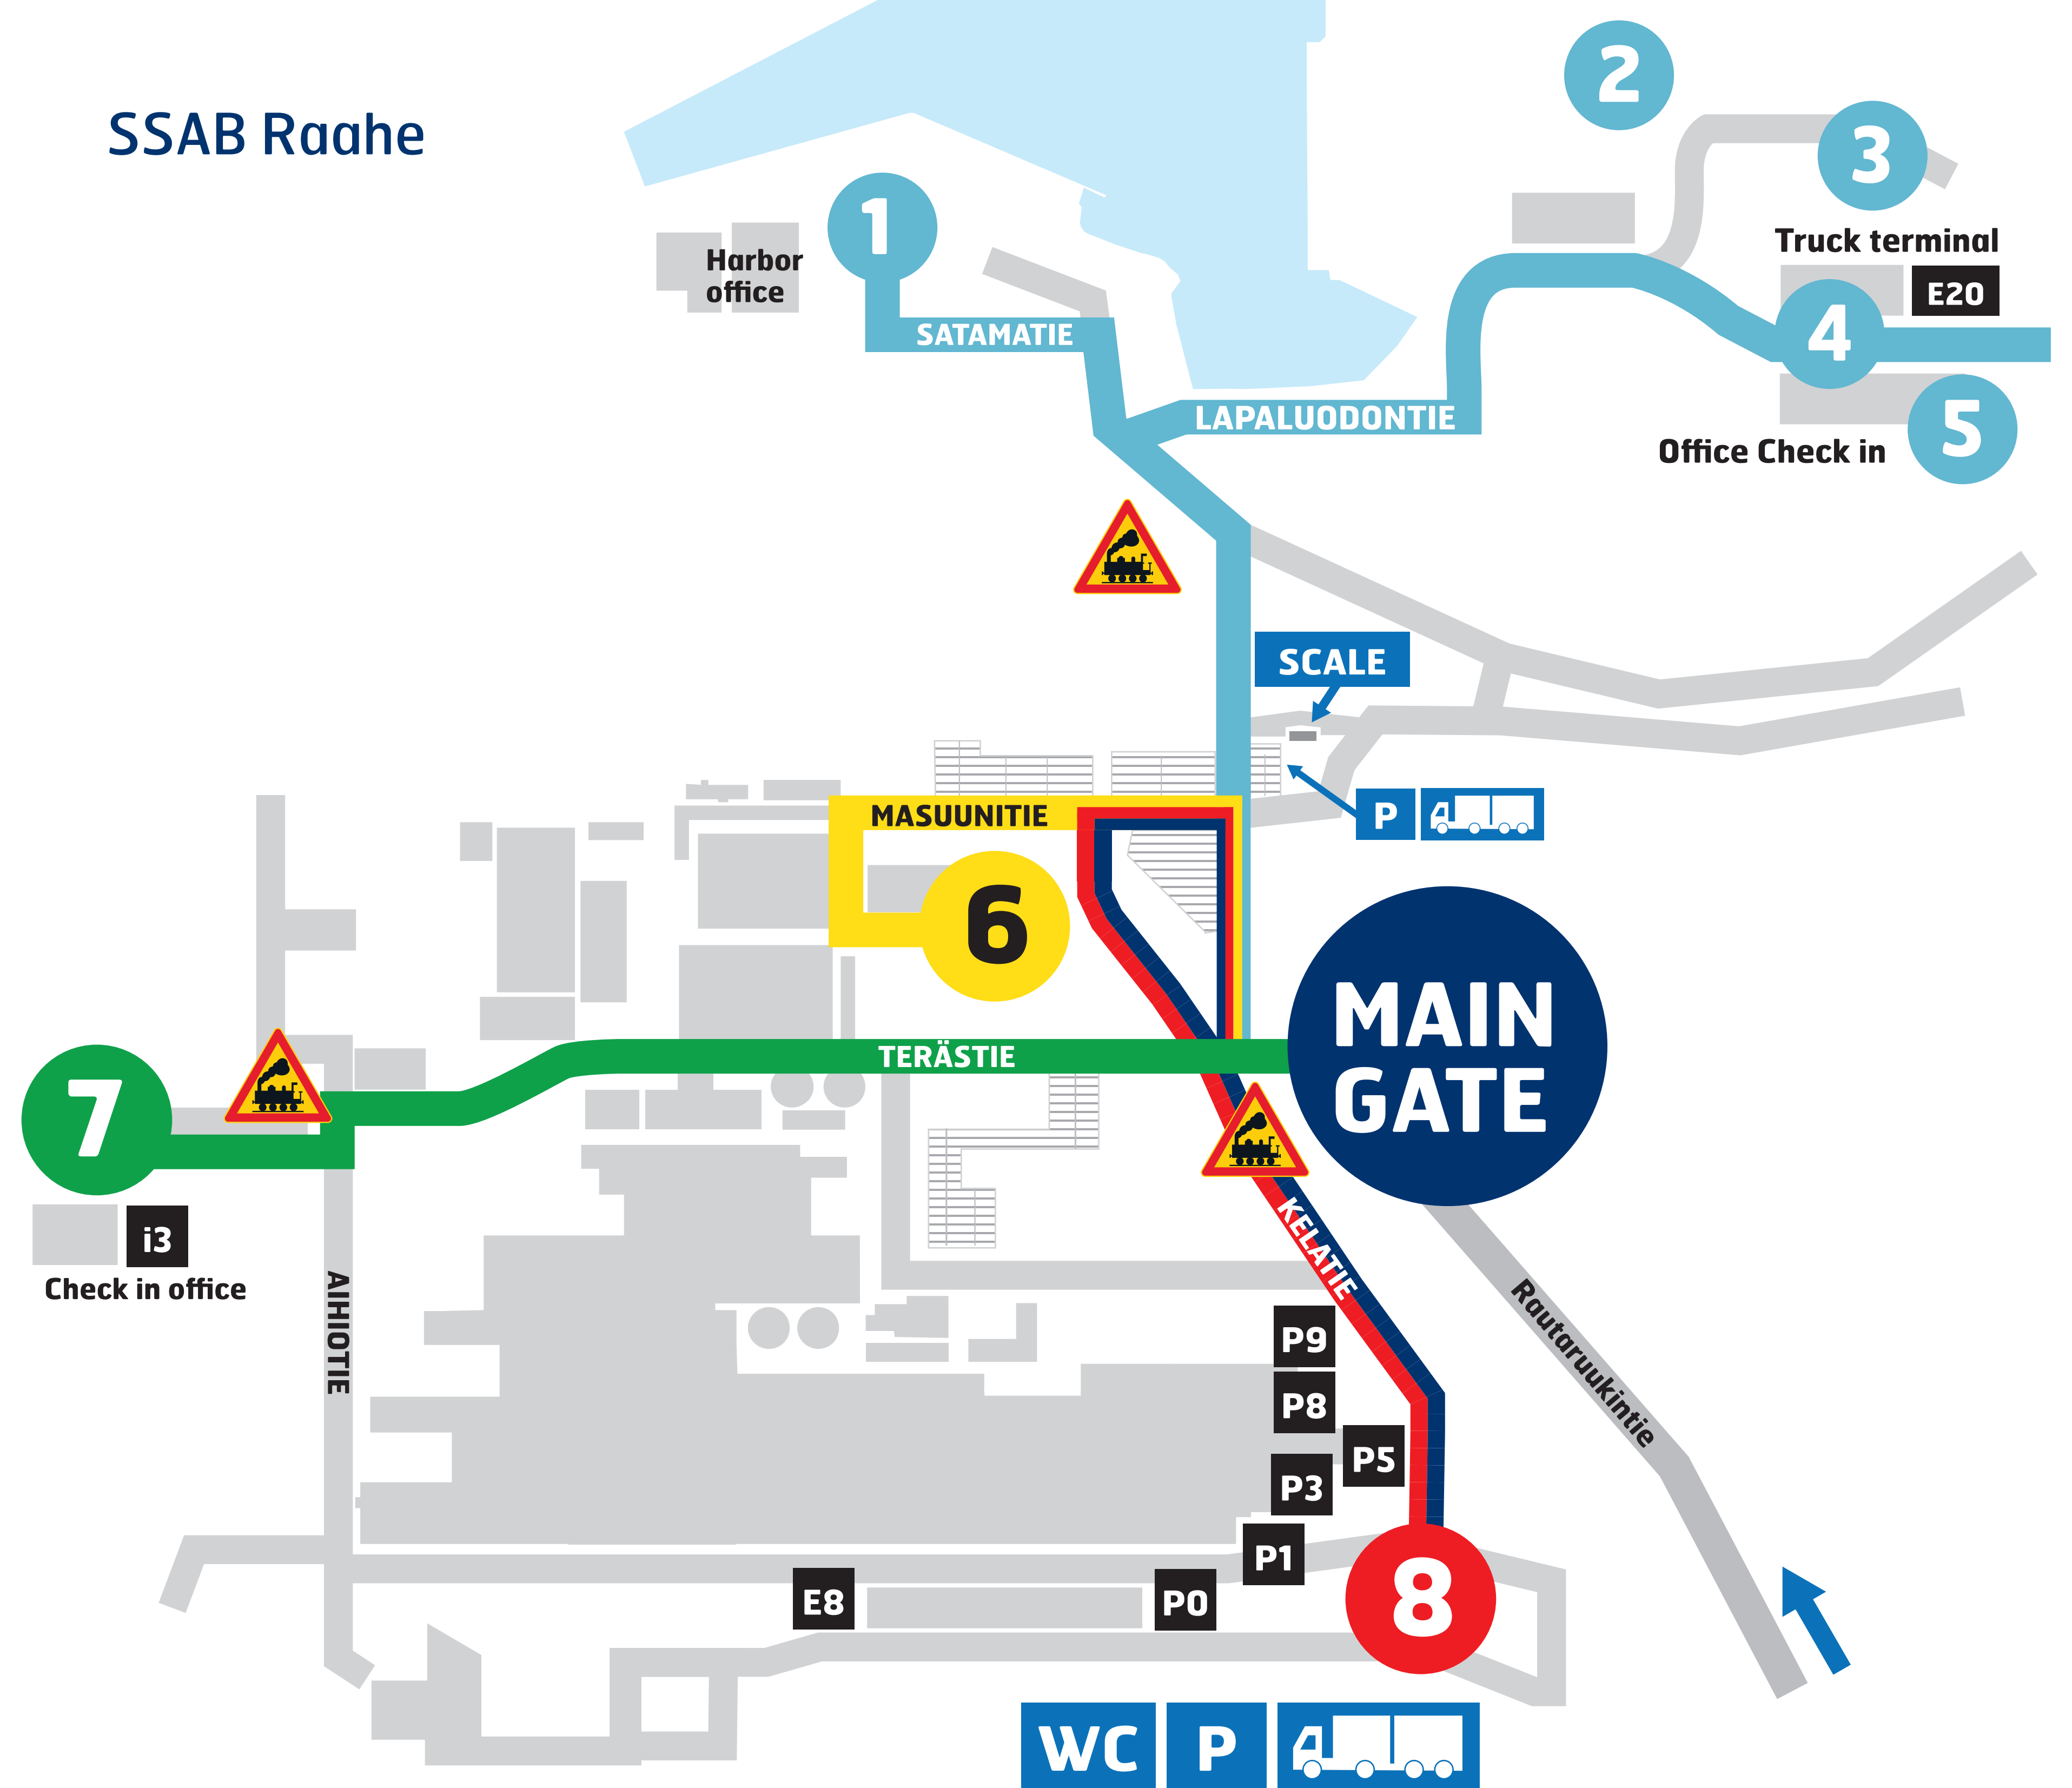 SSAB Raahe
2
3
1
Truck terminal
Harbor
office
E20
SATAMATIE
4
LAPALUODONTIE
5
Office Check in
SCALE
MASUUNITIE
P
6
MAIN
GATE
TERÄSTIE
7
i3
KELATIE
Check in office
AIHIOTIE
Rautaruukintie
P9
P8
P5
P3
P1
E8
P0
8
WC
P